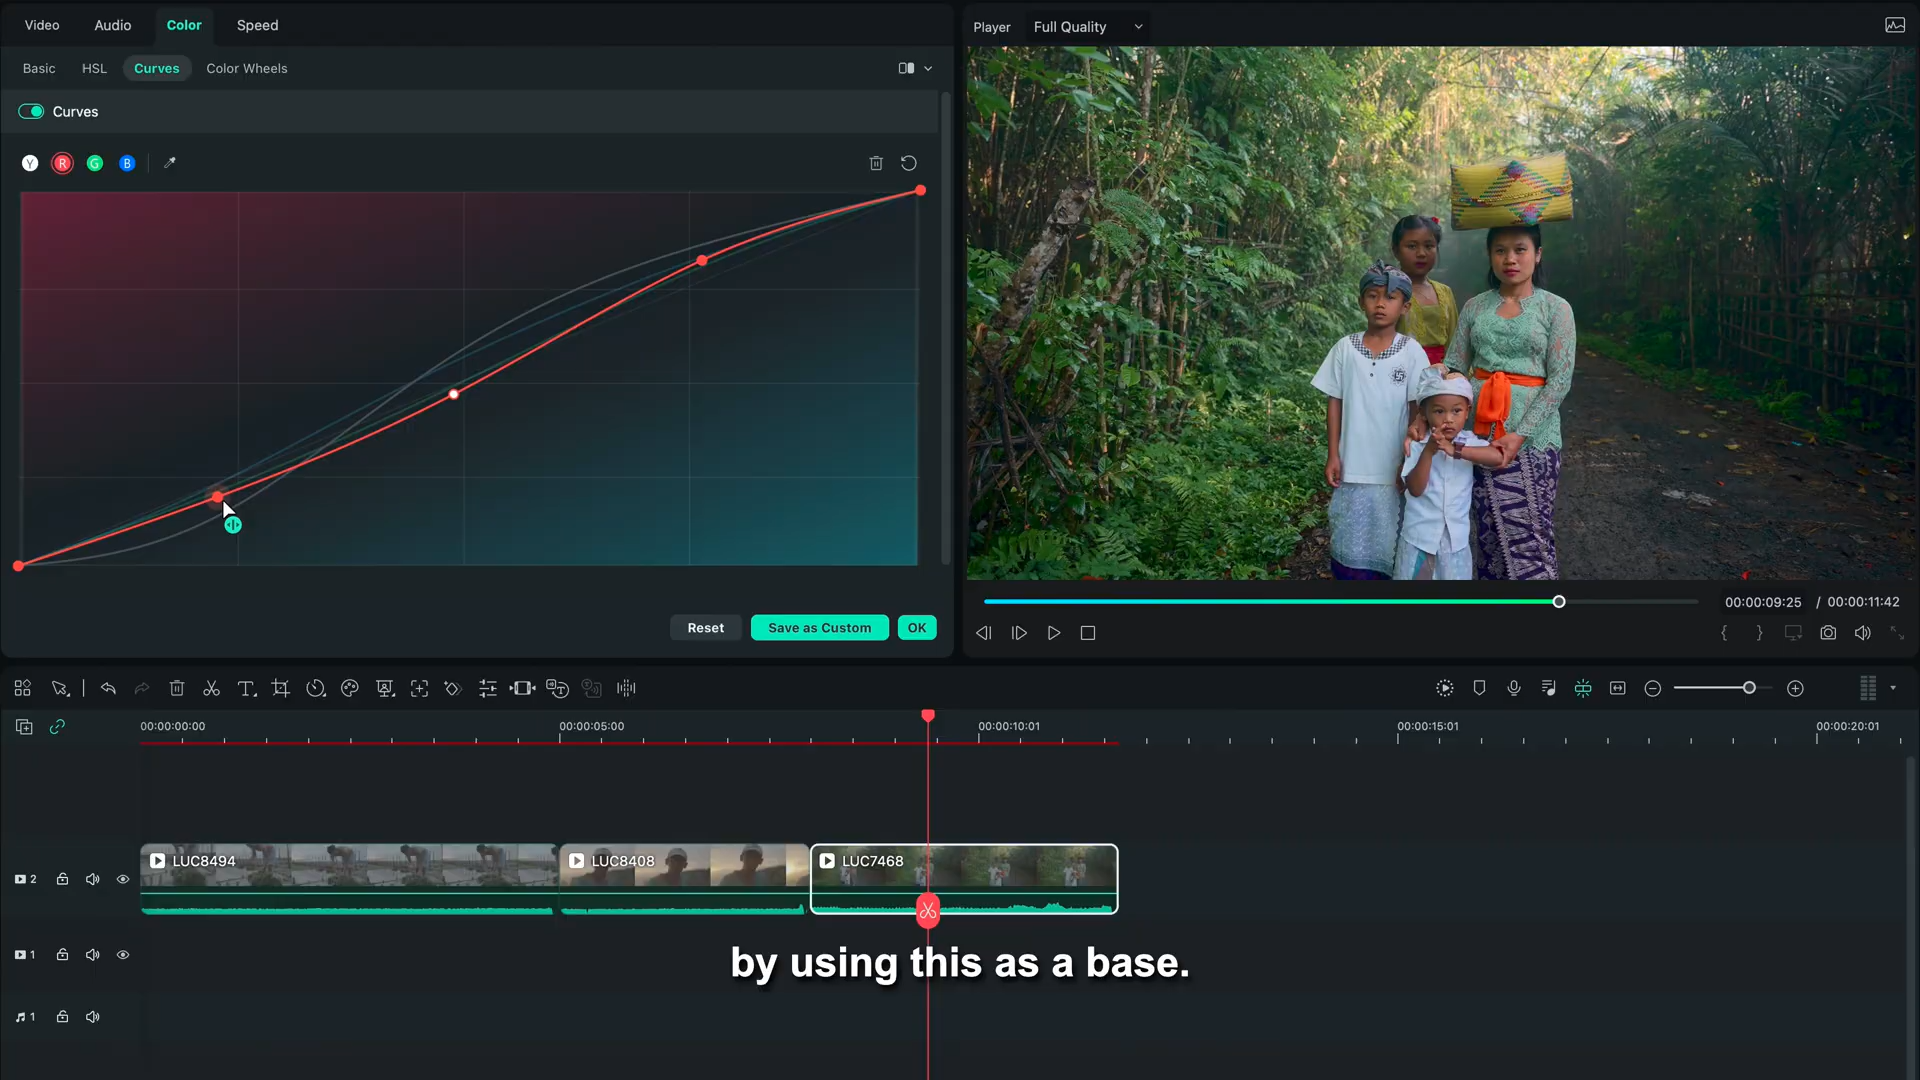 Video Audio Color Speed
Player Full Quality
Basic HSL Curves Color Wheels
Curves
Y R G B
Reset Save as Custom OK
00:00:09:25 / 00:00:11:42
{ }
00:00:00:00 00:00:05:00 00:00:10:01 00:00:15:01 00:00:20:01
LUC8494 LUC8408 LUC7468
2
1
by using this as a base.
1